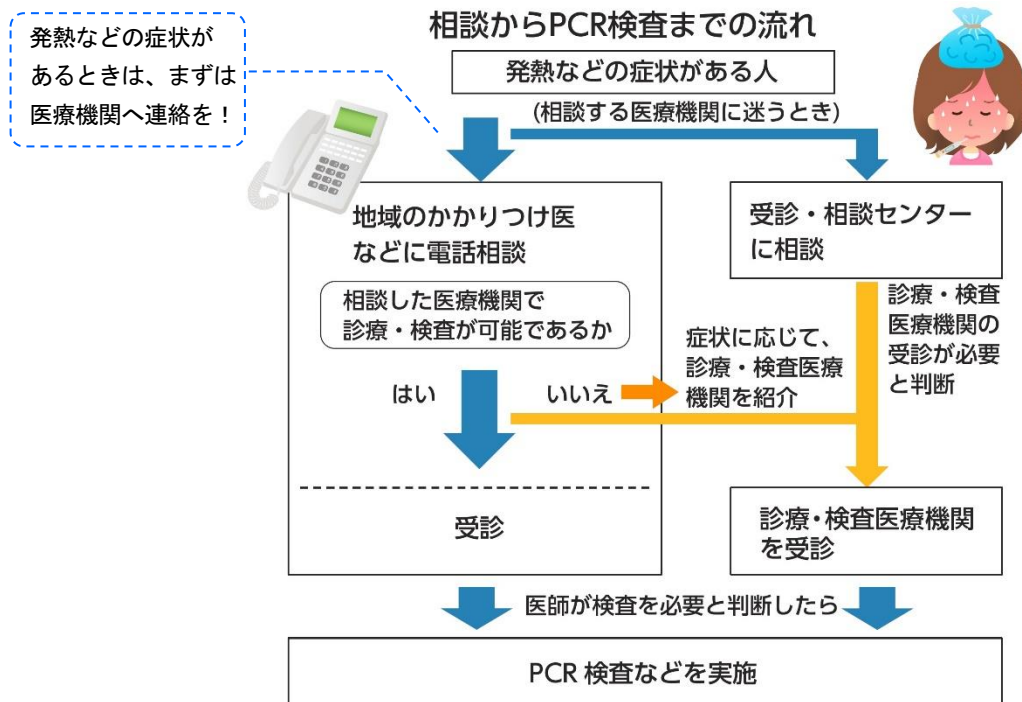 発熱などの症状が
あるときは、まずは
医療機関へ連絡を！
相談からPCR検査までの流れ
発熱などの症状がある人
(相談する医療機関に迷うとき)
地域のかかりつけ医
などに電話相談
相談した医療機関で
診療・検査が可能であるか
はい
いいえ
症状に応じて、
診療・検査医療
機関を紹介
受診・相談センター
に相談
診療・検査
医療機関の
受診が必要
と判断
受診
診療・検査医療機関
を受診
医師が検査を必要と判断したら
PCR 検査などを実施